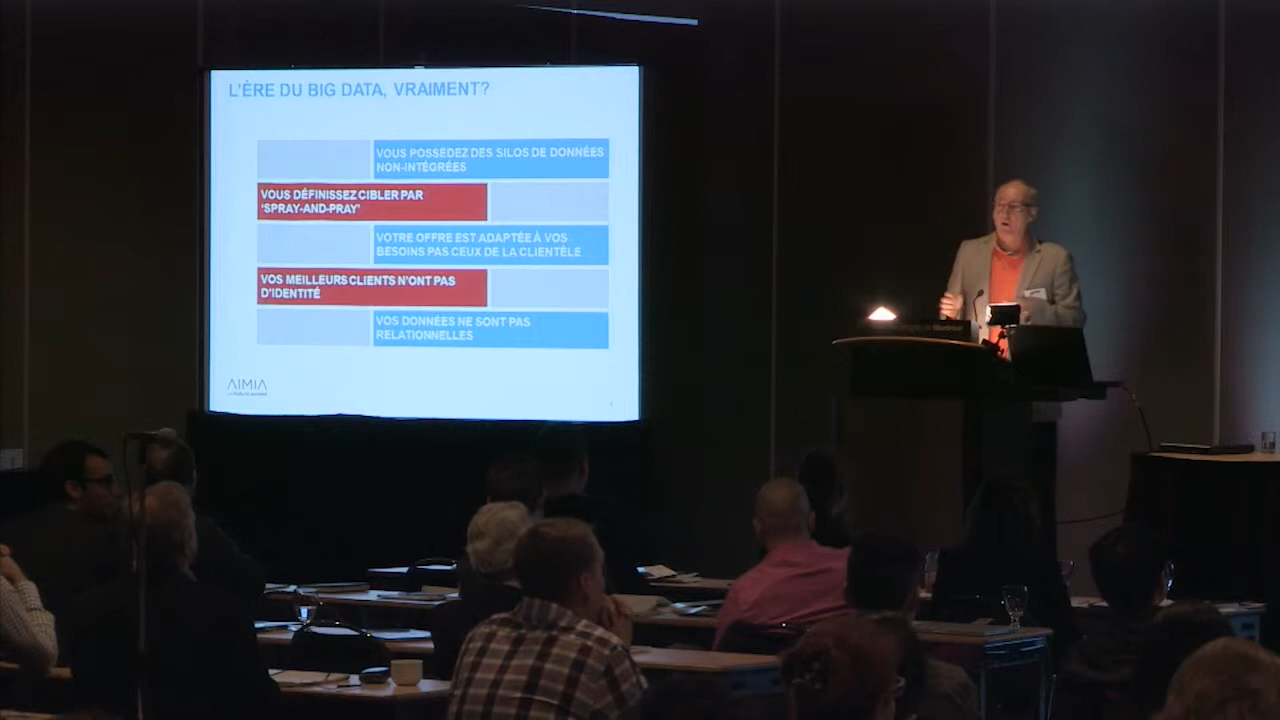 L'ÈRE DU BIG DATA, VRAIMENT?
VOUS POSSÉDEZ DES SILOS DE DONNÉES
NON-INTÉGRÉES
VOUS DÉFINISSEZ CIBLER PAR
'SPRAY-AND-PRAY'
VOTRE OFFRE EST ADAPTÉE À VOS
BESOINS PAS CEUX DE LA CLIENTÈLE
VOS MEILLEURS CLIENTS N'ONT PAS
D'IDENTITÉ
VOS DONNÉES NE SONT PAS
RELATIONNELLES
AIMIA